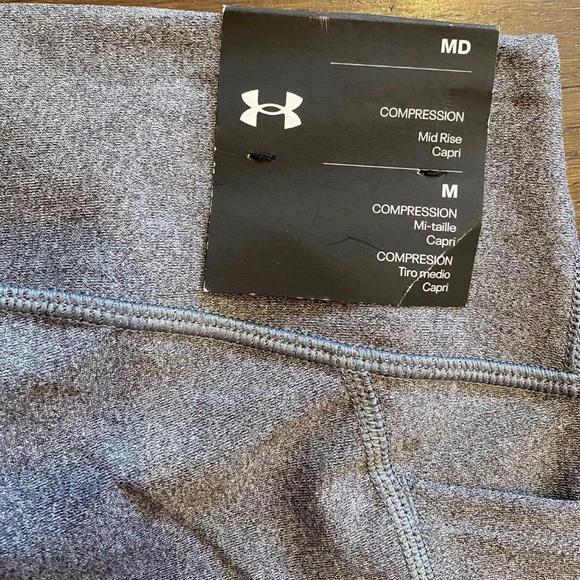 MD
COMPRESSION
Mid Rise
Capri
M
COMPRESSION
Mi-taille
Capri
COMPRESIÓN
Tiro medio
Capri